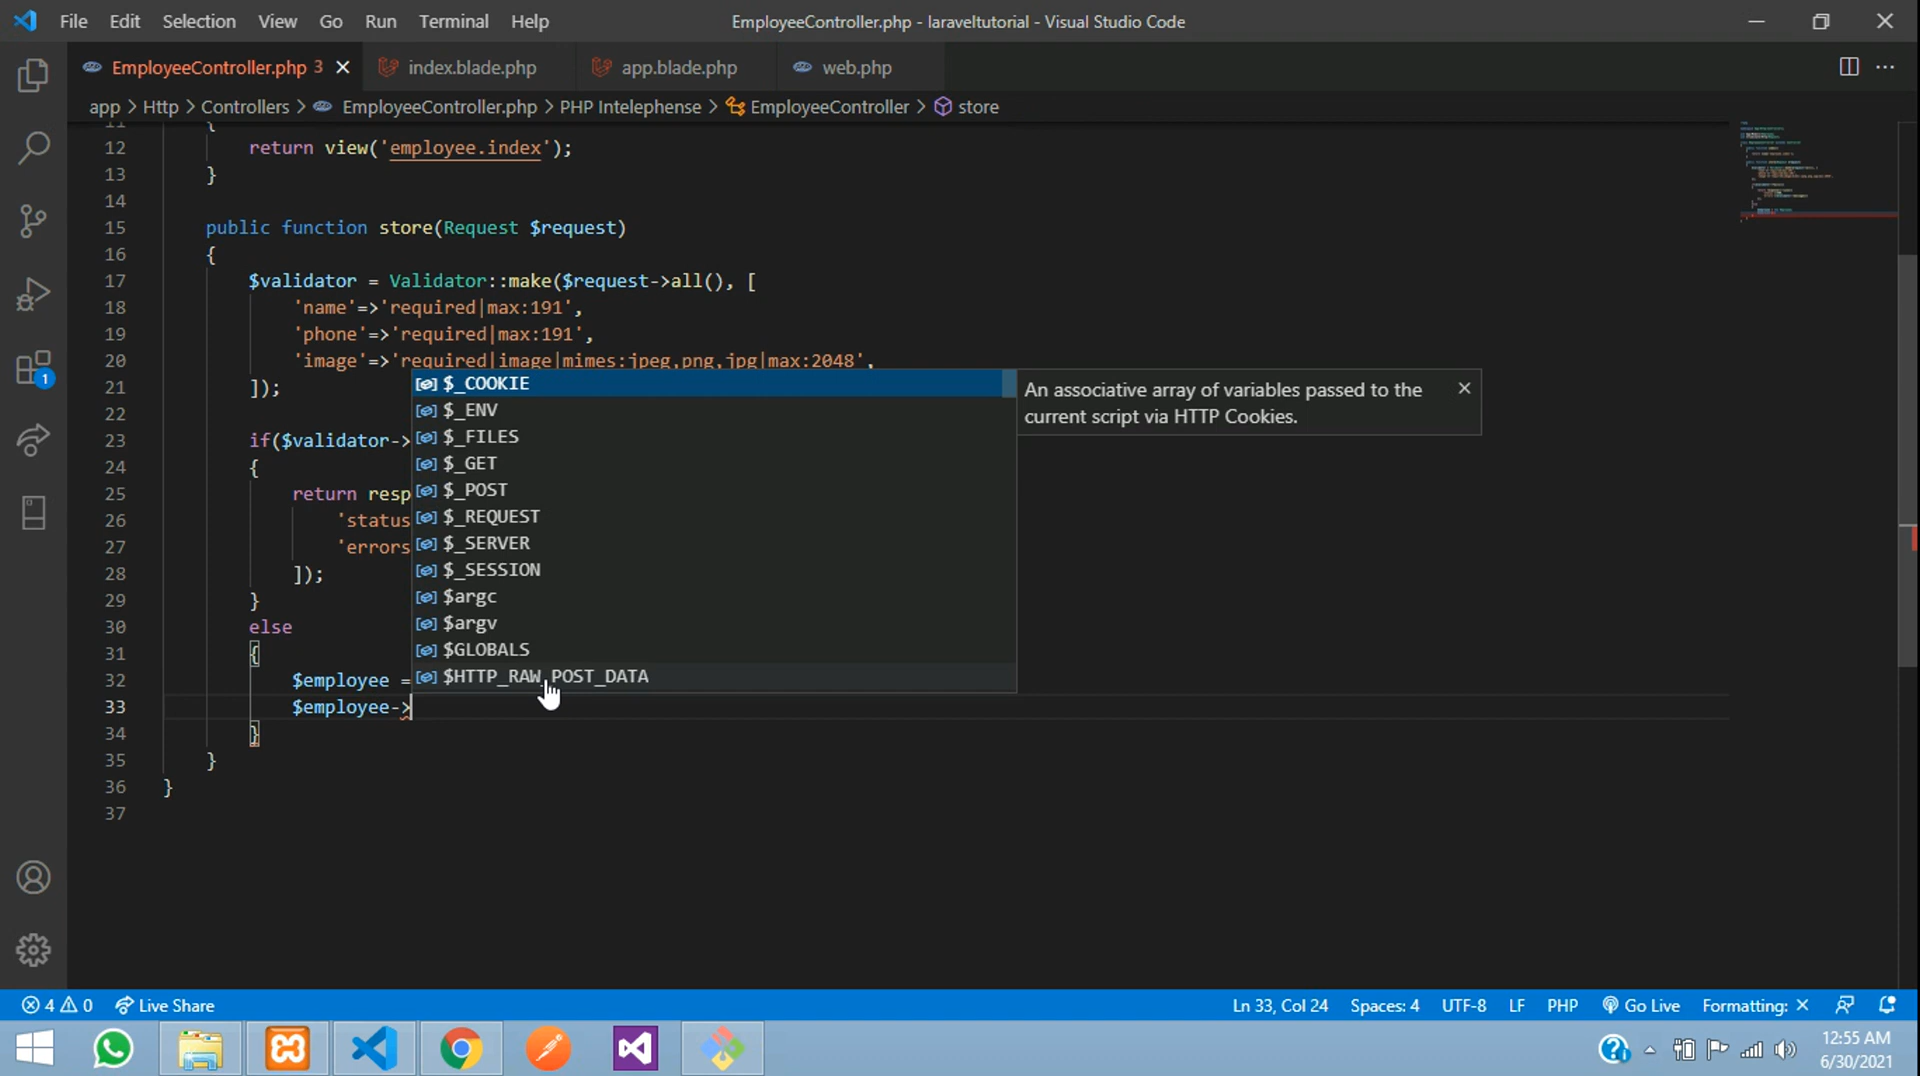 File Edit Selection View Go Run Terminal Help
EmployeeController.php - laraveltutorial - Visual Studio Code
EmployeeController.php 3
index.blade.php
app.blade.php
web.php
app > Http > Controllers > EmployeeController.php > PHP Intelephense > EmployeeController > store
11 {
12 return view('employee.index');
13 }
14
15 public function store(Request $request)
16 {
17 $validator = Validator::make($request->all(), [
18 'name'=>'required|max:191',
19 'phone'=>'required|max:191',
20 'image'=>'required|image|mimes:jpeg,png,jpg|max:2048',
21 ]);
22
23 if($validator->
24 {
25 return resp
26 'status
27 'errors
28 ]);
29 }
30 else
31 {
32 $employee =
33 $employee->
34 }
35 }
36 }
37
$_COOKIE
$_ENV
$_FILES
$_GET
$_POST
$_REQUEST
$_SERVER
$_SESSION
$argc
$argv
$GLOBALS
$HTTP_RAW_POST_DATA
An associative array of variables passed to the
current script via HTTP Cookies.
1
4 0 Live Share
Ln 33, Col 24 Spaces: 4 UTF-8 LF PHP Go Live Formatting: ×
12:55 AM
6/30/2021